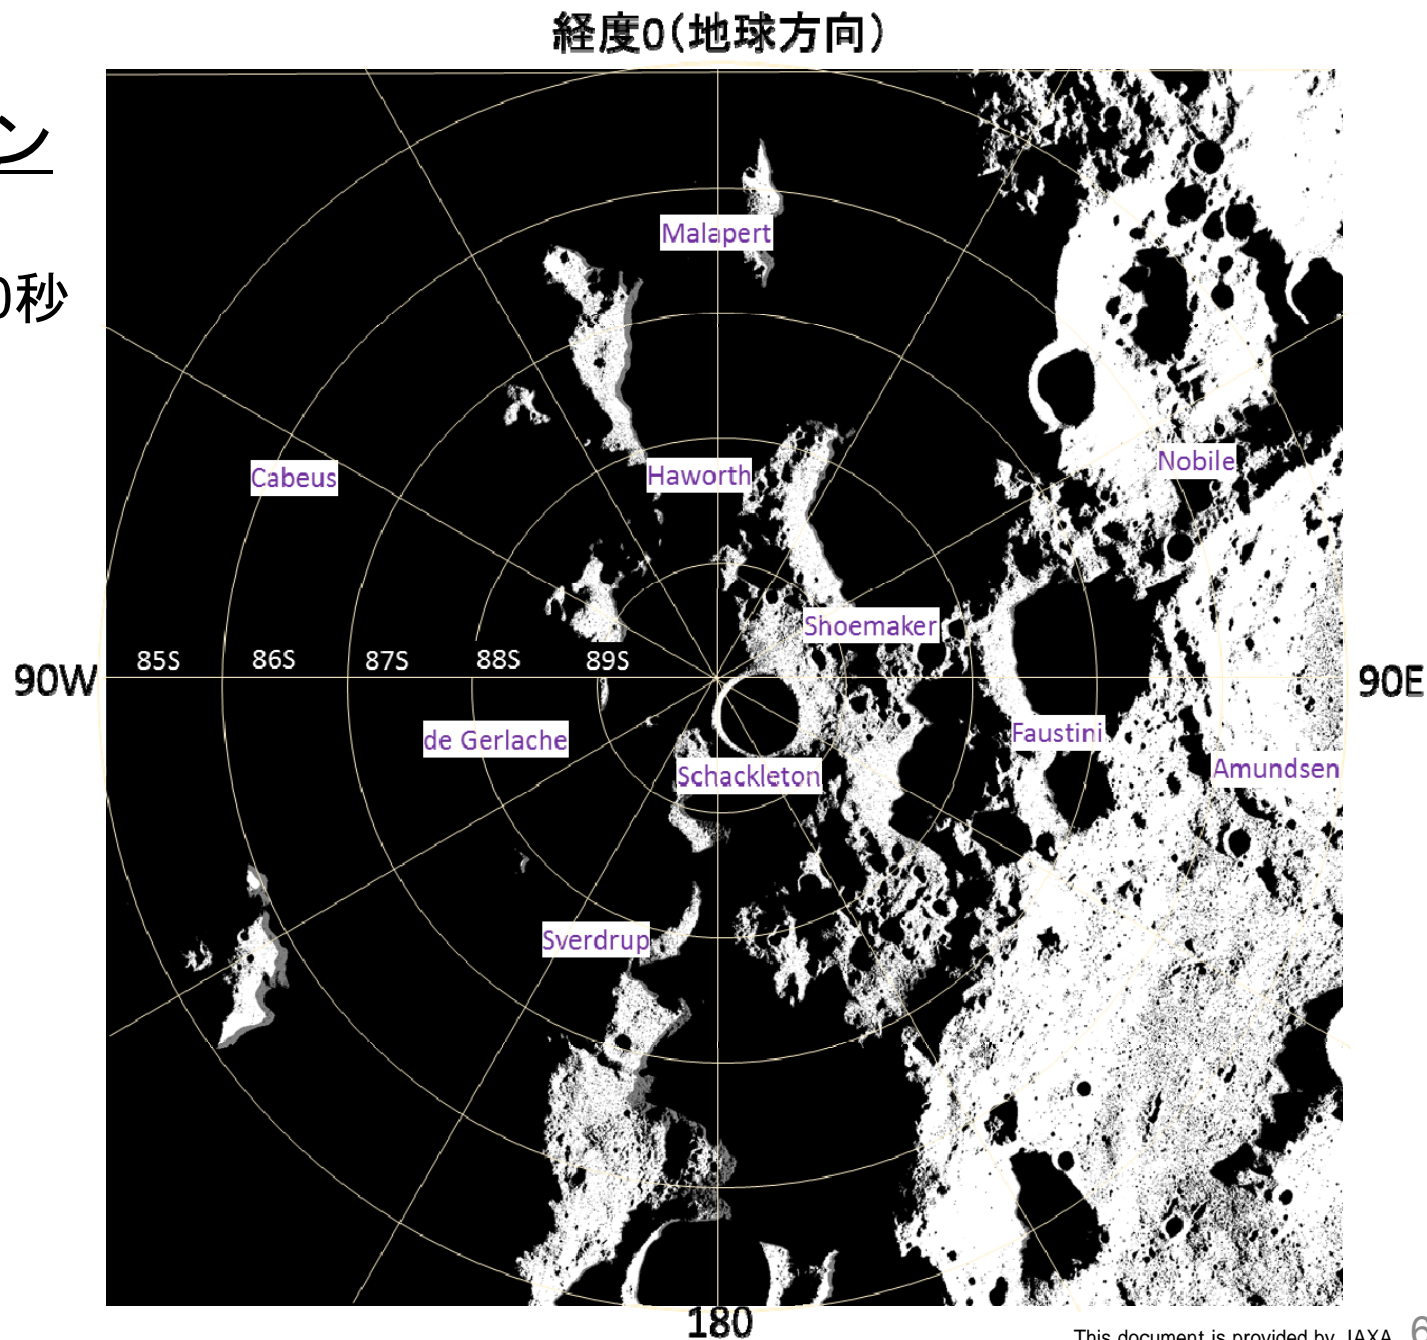 経度0(地球方向)
ン
0秒
Malapert
Cabeus
Haworth
Nobile
Shoemaker
90W
85S 86S 87S 88S 89S
90E
de Gerlache
Faustini
Schackleton
Amundsen
Sverdrup
180
This document is provided by JAXA.
6